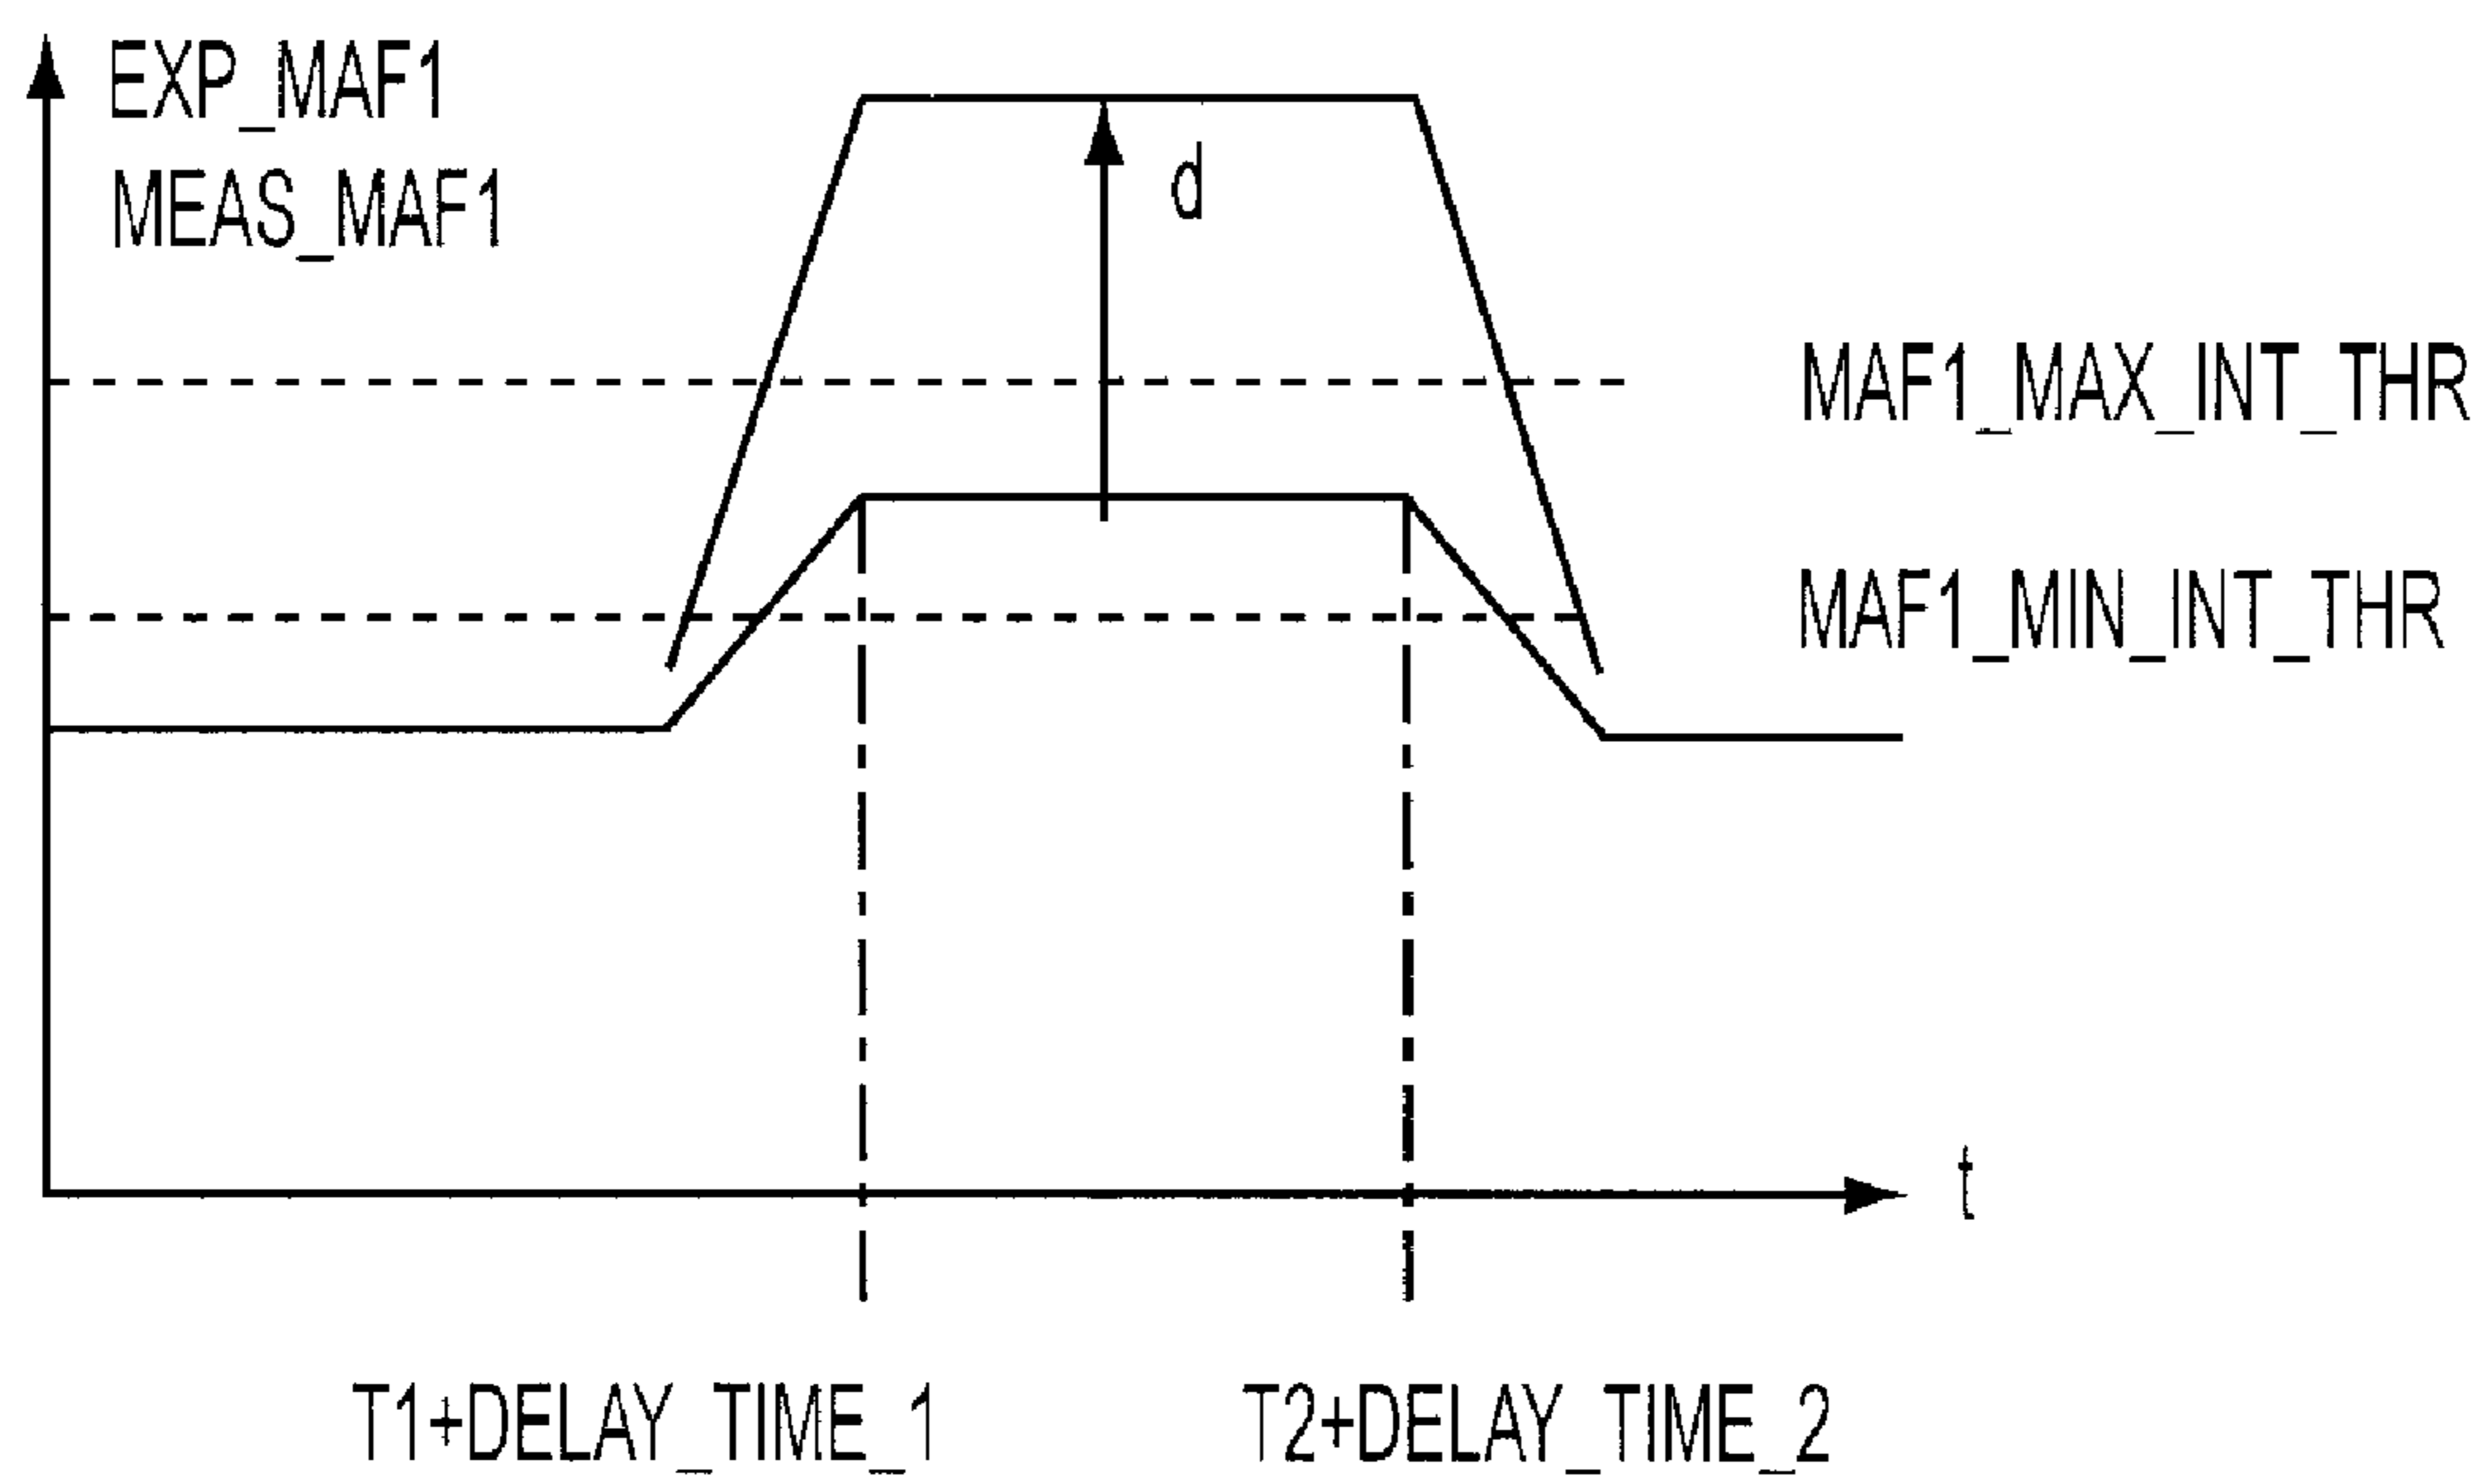 EXP_MAF1
MEAS_MAF1
d
MAF1_MAX_INT_THR
MAF1_MIN_INT_THR
t
T1+DELAY_TIME_1
T2+DELAY_TIME_2